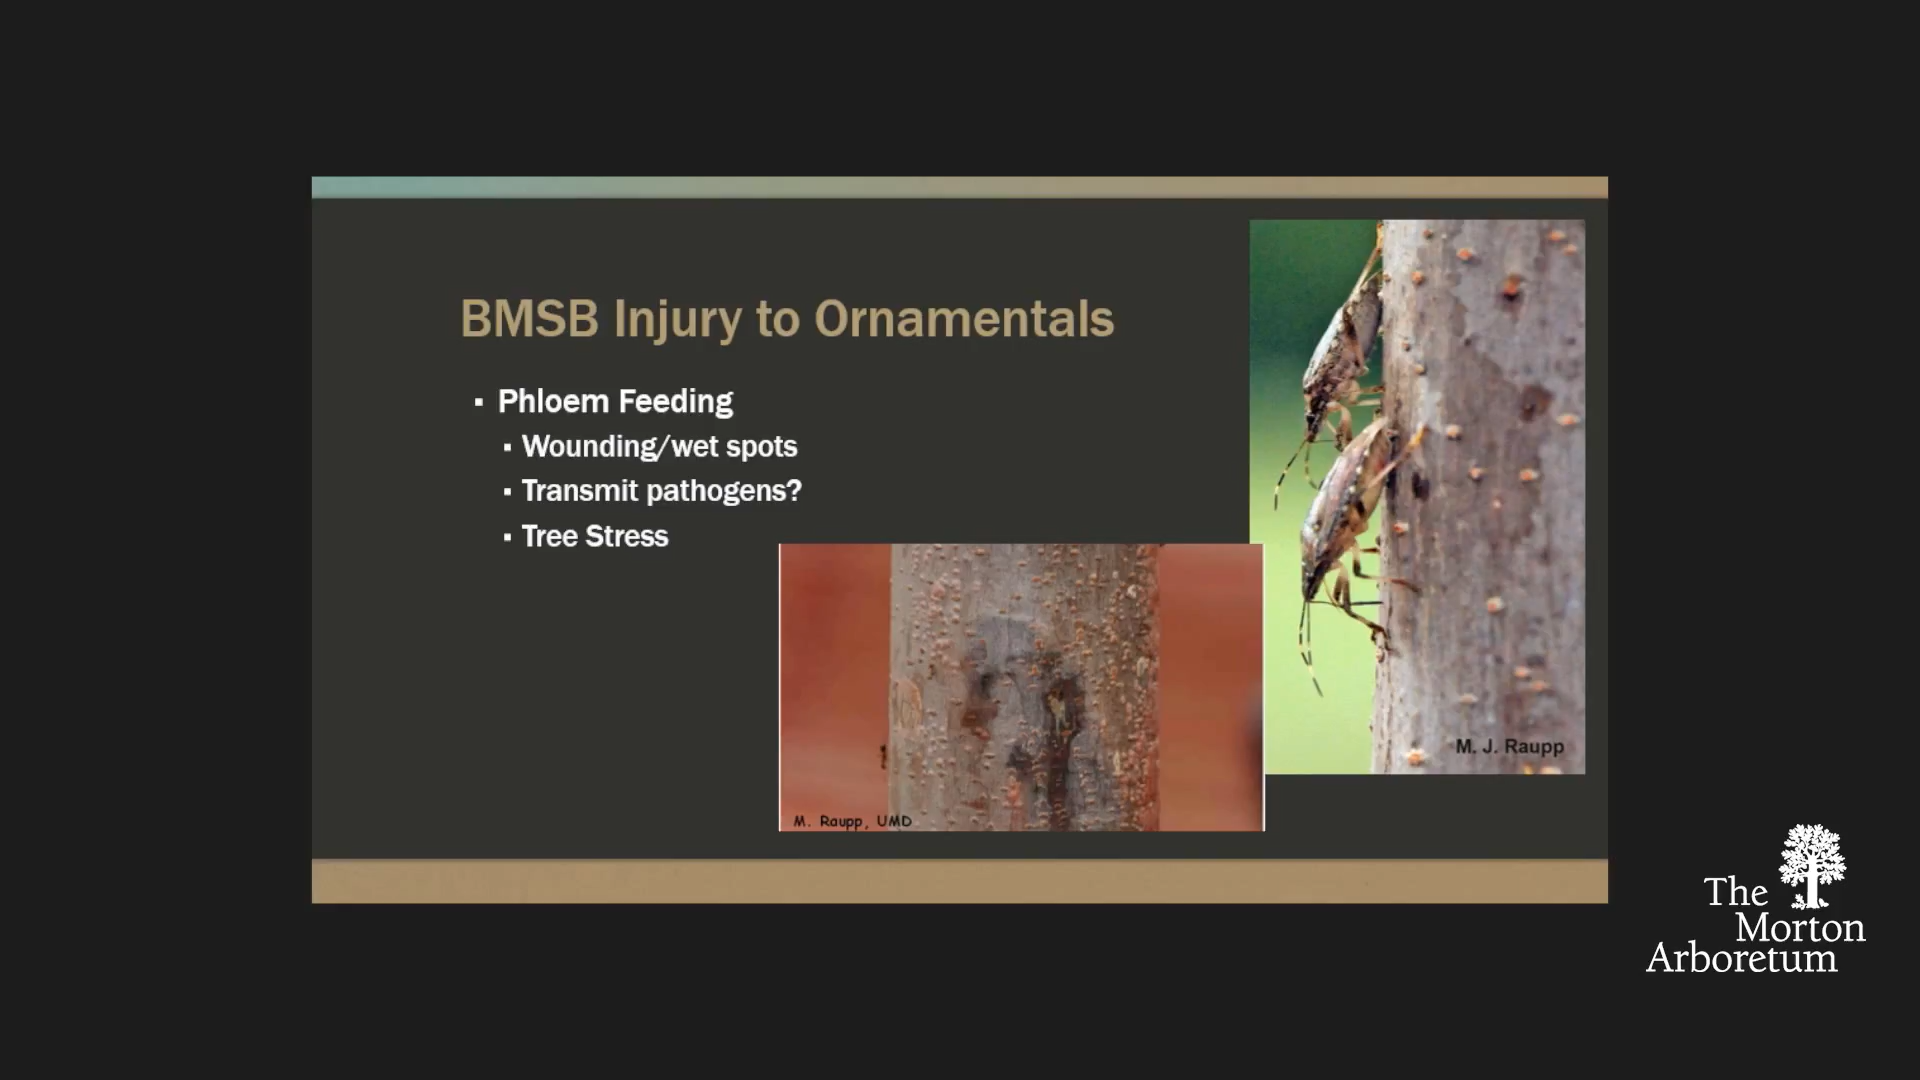 BMSB Injury to Ornamentals
▪ Phloem Feeding
▪ Wounding/wet spots
▪ Transmit pathogens?
▪ Tree Stress
M. J. Raupp
M. Raupp, UMD
The
Morton
Arboretum